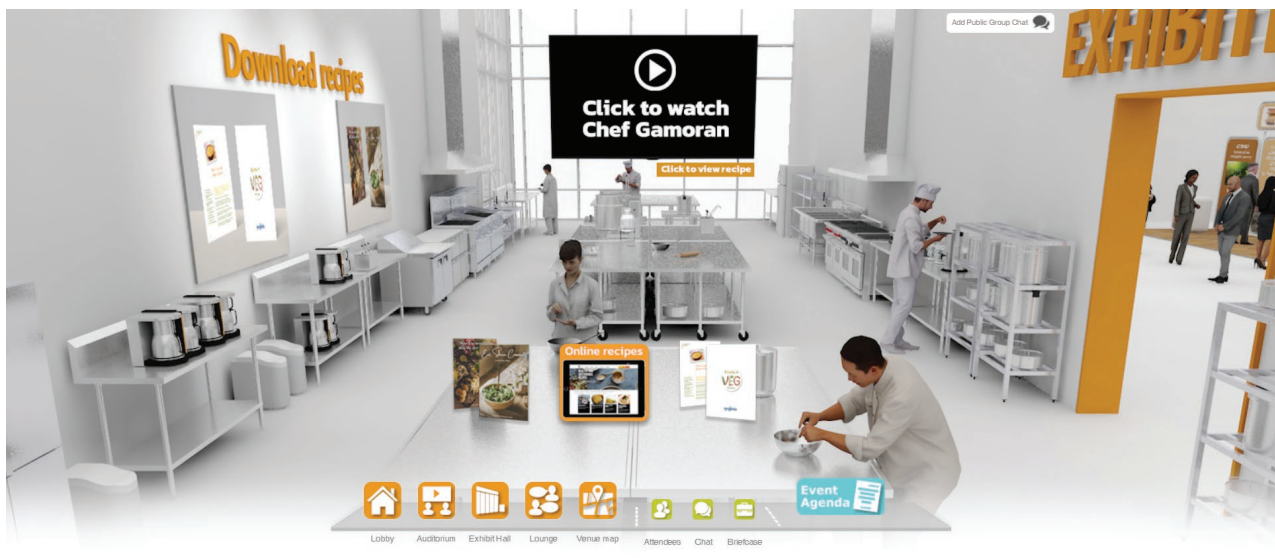 Add Public Group Chat
EXHIBIT
Download recipes
Click to watch
Chef Gamoran
Click to view recipe
VEG
Online recipes
VEG
Event
Agenda
Lobby
Auditorium
Exhibit Hall
Lounge
Venue map
Attendees
Chat
Briefcase